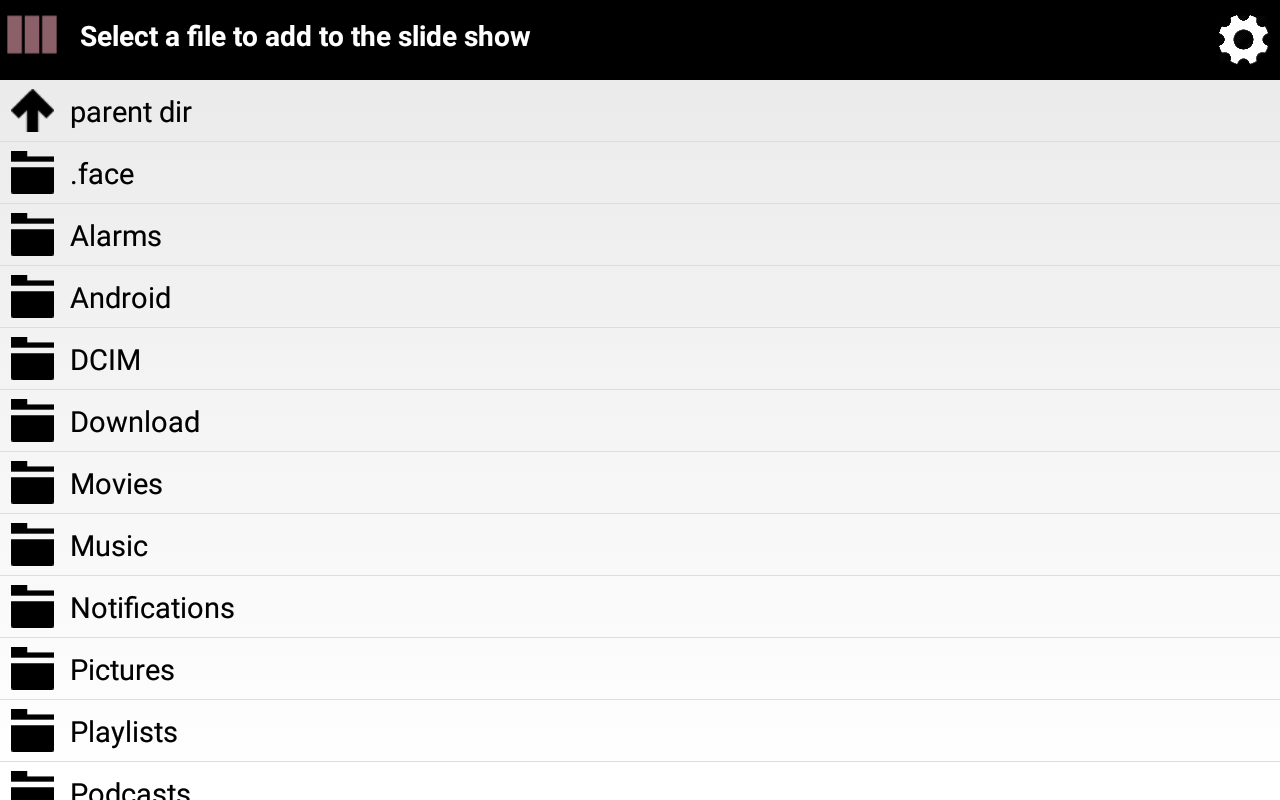 Select a file to add to the slide show
parent dir
.face
Alarms
Android
DCIM
Download
Movies
Music
Notifications
Pictures
Playlists
Podcasts